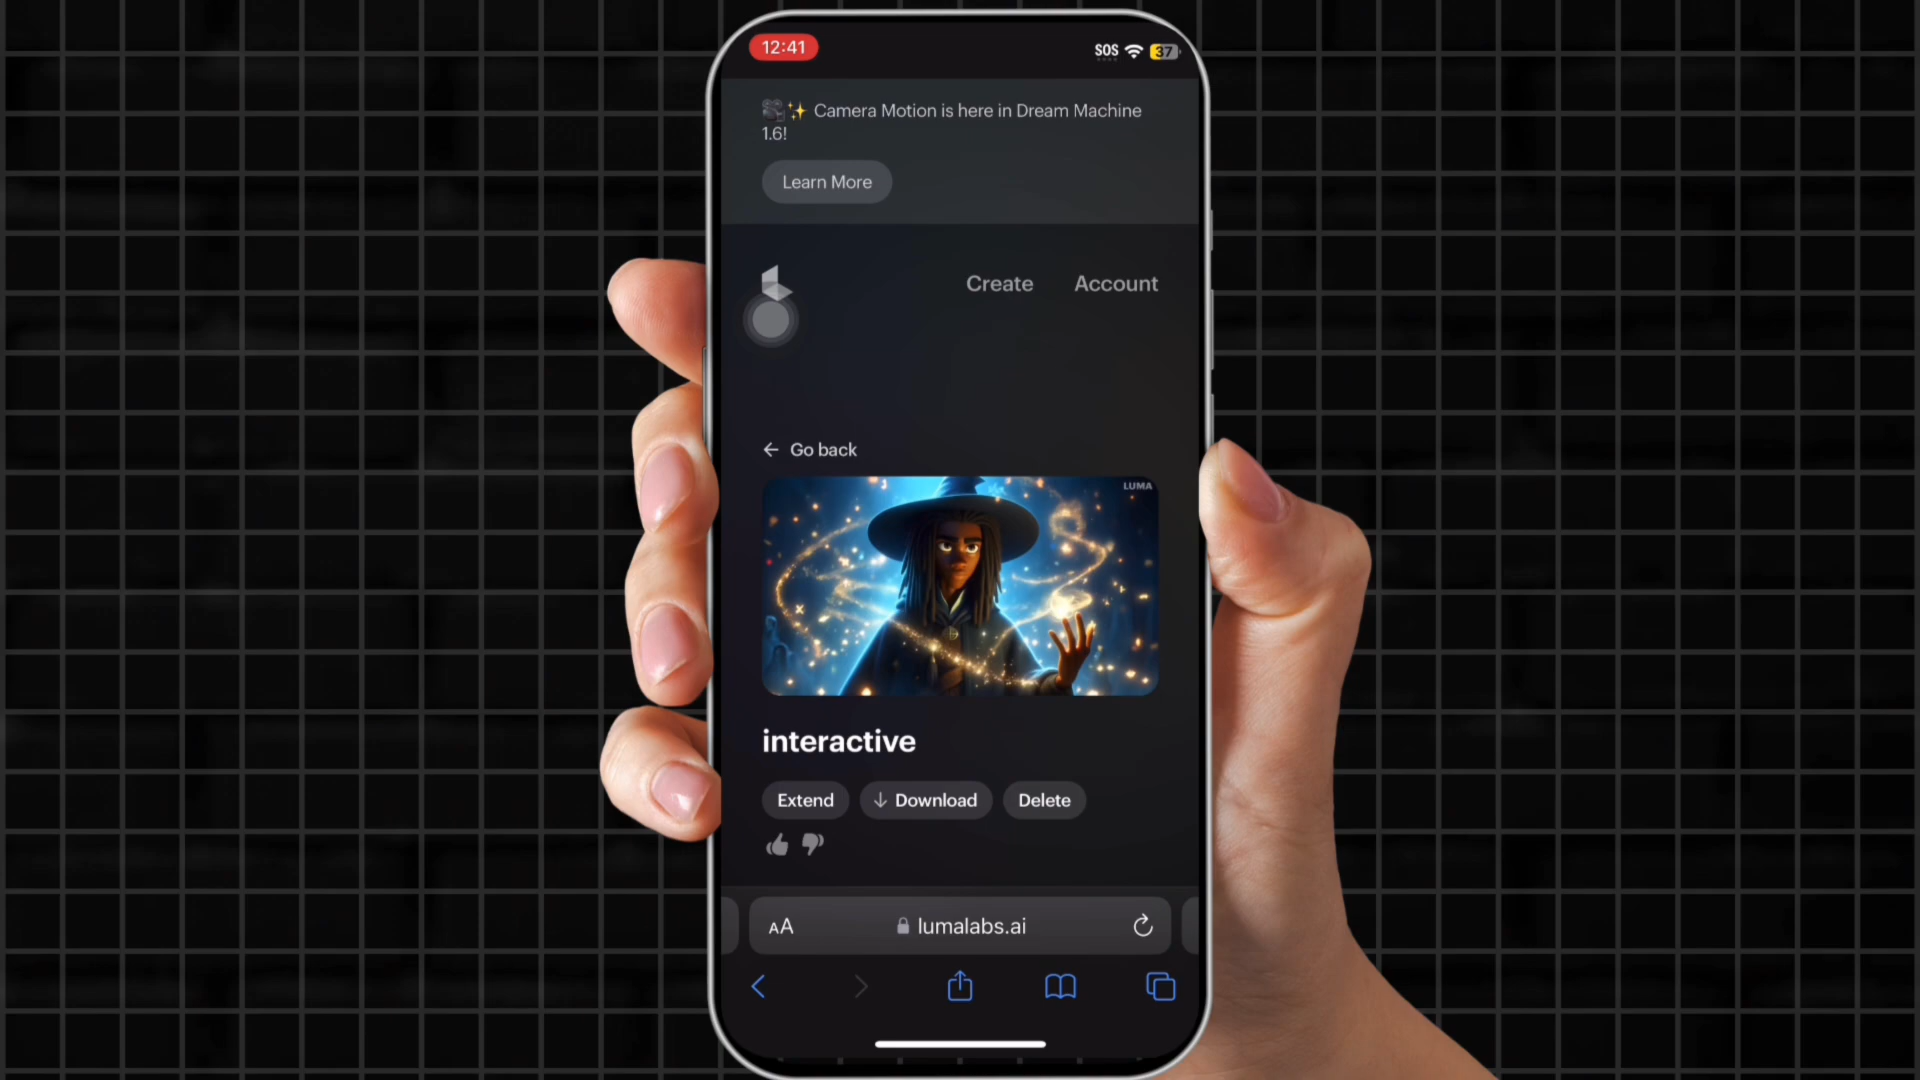 12:41
SOS
37
Camera Motion is here in Dream Machine
1.6!
Learn More
Create Account
Go back
LUMA
interactive
Extend Download Delete
AA lumalabs.ai